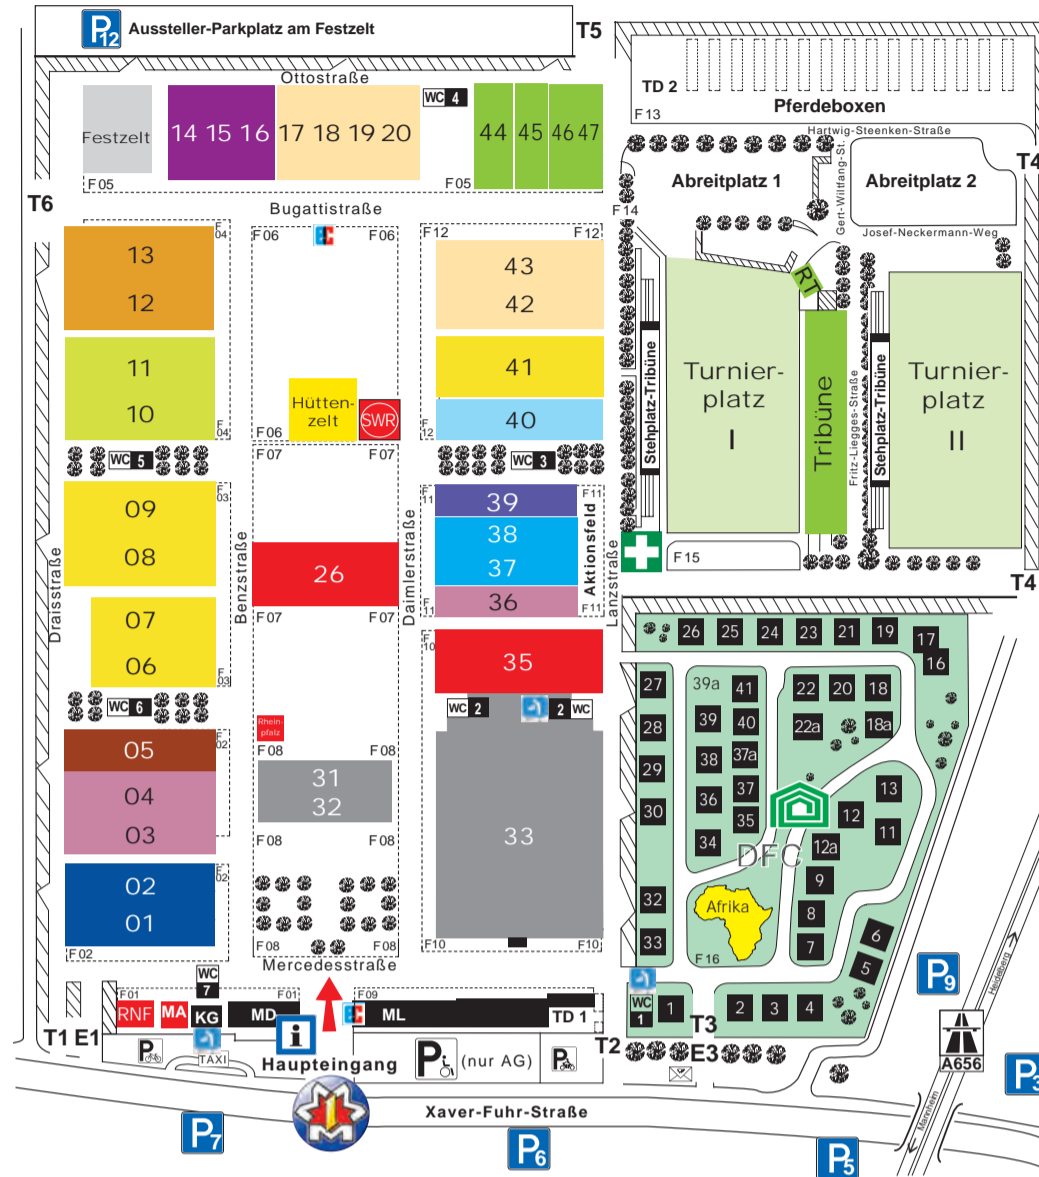 P12 Aussteller-Parkplatz am Festzelt
T5
Ottostraße
TD 2
Pferdeboxen
F 13
Hartwig-Steenken-Straße
Festzelt
14 15 16 17 18 19 20
WC 4
44 45 46 47
F 05
F 05
T4
T6
Bugattistraße
Abreitplatz 1
Gert-Wiltfang-St.
Abreitplatz 2
Josef-Neckermann-Weg
F 14
F 04
F 06
EC
F 06
F 12
F 12
13
12
43
42
RT
11
10
41
40
Hütten-
zelt
SWR
F 04
F 06
F 12
Stehplatz-Tribüne
Turnier-
platz
I
Tribüne
Fritz-Liegges-Straße
Stehplatz-Tribüne
Turnier-
platz
II
WC 5
F 07
F 07
WC 3
F 03
F 11
F 11
09
08
39
38
37
36
Aktionsfeld
Lanzstraße
26
Draisstraße
Benzstraße
Daimlerstraße
F 15
T4
F 07
F 07
F 11
F 11
07
06
F 03
F 10
35
WC 6
WC 2
2 WC
Rhein-
pfalz
F 02
F 08
F 08
05
04
03
31
32
33
F 08
F 08
02
01
F 02
F 02
F 08
F 08
F 10
F 10
Mercedesstraße
26 25 24 23 21 19 17
16
27
39a 41
22 20 18
28
39 40
22a 18a
29
38 37a
30
36 37
35
34
13
12
11
12a
DFC
9
8
7
32
33
Afrika
F 16
6
5
P9
Heidelberg
WC
1
1
2 3 4
T3
E3
T2
A656
Mannheim
WC
7
F 01
F 01
F 09
RNF MA KG MD
i
EC
ML
TD 1
T1 E1
P
TAXI
Haupteingang
P (nur AG)
P
M
Xaver-Fuhr-Straße
P7
P6
P5
P3